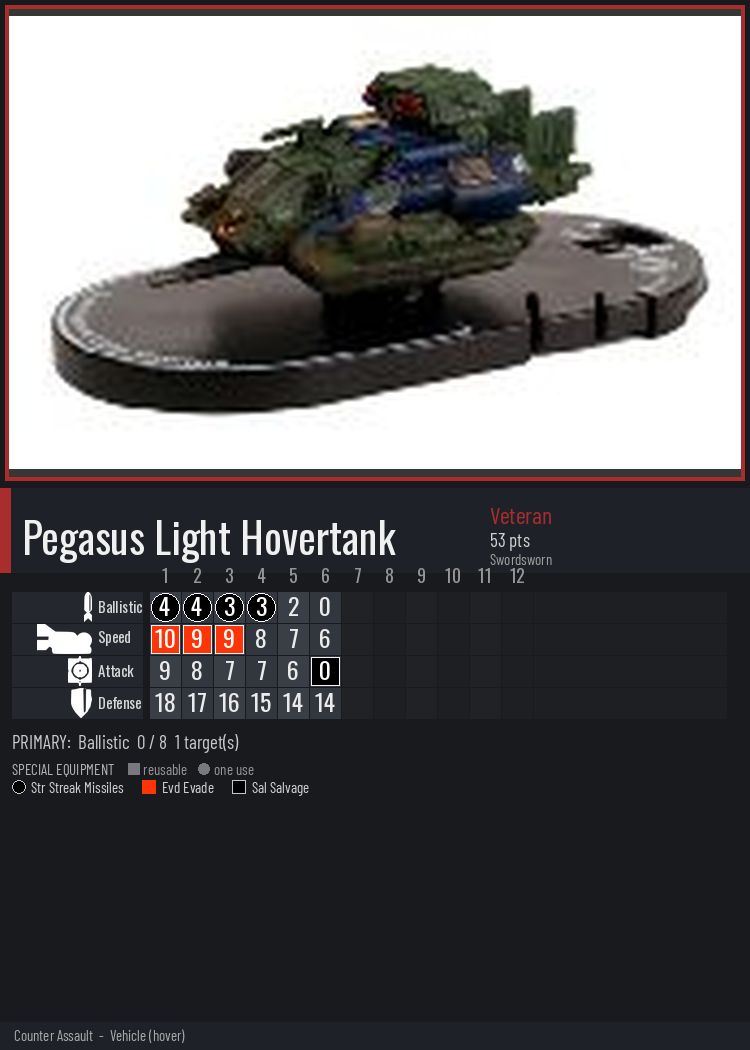 Pegasus Light Hovertank
Veteran
53 pts
Swordsworn
1 2 3 4 5 6 7 8 9 10 11 12
Ballistic 4 4 3 3 2 0
Speed 10 9 9 8 7 6
Attack 9 8 7 7 6 0
Defense 18 17 16 15 14 14
PRIMARY: Ballistic 0 / 8 1 target(s)
SPECIAL EQUIPMENT reusable one use
Str Streak Missiles Evd Evade Sal Salvage
Counter Assault - Vehicle (hover)